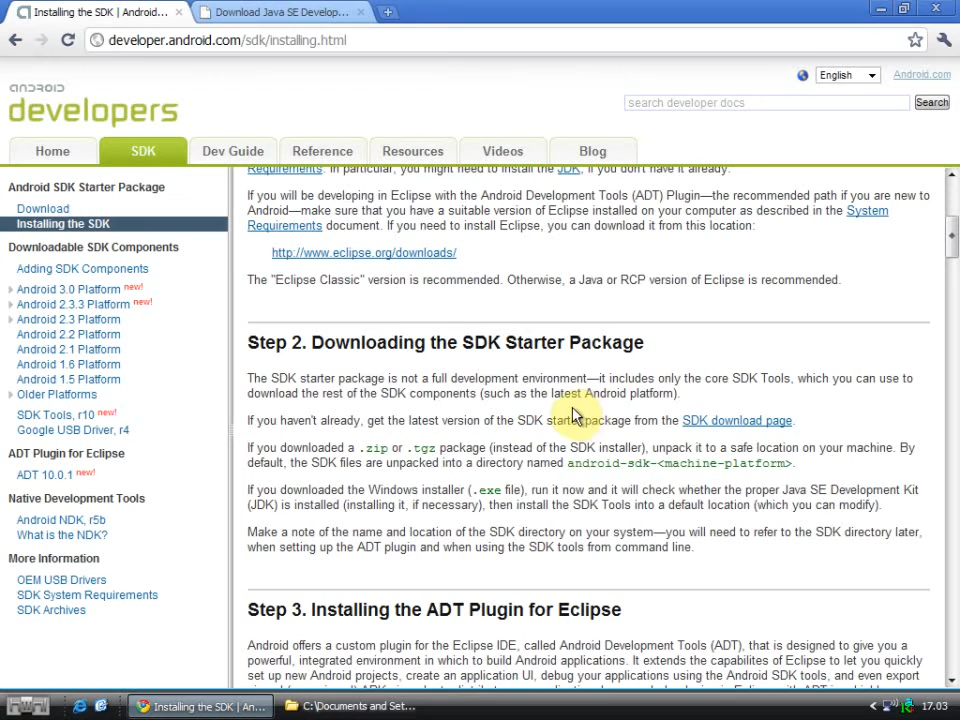 Installing the SDK | Android...
Download Java SE Develop...
developer.android.com/sdk/installing.html
English
Android.com
android
developers
search developer docs
Search
Home
SDK
Dev Guide
Reference
Resources
Videos
Blog
Android SDK Starter Package
Download
Installing the SDK
Downloadable SDK Components
Adding SDK Components
Android 3.0 Platform new!
Android 2.3.3 Platform new!
Android 2.3 Platform
Android 2.2 Platform
Android 2.1 Platform
Android 1.6 Platform
Android 1.5 Platform
Older Platforms
SDK Tools, r10 new!
Google USB Driver, r4
ADT Plugin for Eclipse
ADT 10.0.1 new!
Native Development Tools
Android NDK, r5b
What is the NDK?
More Information
OEM USB Drivers
SDK System Requirements
SDK Archives
Requirements. In particular, you might need to install the JDK, if you don't have it already.
If you will be developing in Eclipse with the Android Development Tools (ADT) Plugin—the recommended path if you are new to
Android—make sure that you have a suitable version of Eclipse installed on your computer as described in the System
Requirements document. If you need to install Eclipse, you can download it from this location:
http://www.eclipse.org/downloads/
The "Eclipse Classic" version is recommended. Otherwise, a Java or RCP version of Eclipse is recommended.
Step 2. Downloading the SDK Starter Package
The SDK starter package is not a full development environment—it includes only the core SDK Tools, which you can use to
download the rest of the SDK components (such as the latest Android platform).
If you haven't already, get the latest version of the SDK starter package from the SDK download page.
If you downloaded a .zip or .tgz package (instead of the SDK installer), unpack it to a safe location on your machine. By
default, the SDK files are unpacked into a directory named android-sdk-<machine-platform>.
If you downloaded the Windows installer (.exe file), run it now and it will check whether the proper Java SE Development Kit
(JDK) is installed (installing it, if necessary), then install the SDK Tools into a default location (which you can modify).
Make a note of the name and location of the SDK directory on your system—you will need to refer to the SDK directory later,
when setting up the ADT plugin and when using the SDK tools from command line.
Step 3. Installing the ADT Plugin for Eclipse
Android offers a custom plugin for the Eclipse IDE, called Android Development Tools (ADT), that is designed to give you a
powerful, integrated environment in which to build Android applications. It extends the capabilites of Eclipse to let you quickly
set up new Android projects, create an application UI, debug your applications using the Android SDK tools, and even export
Installing the SDK | An...
C:\Documents and Set...
17.03